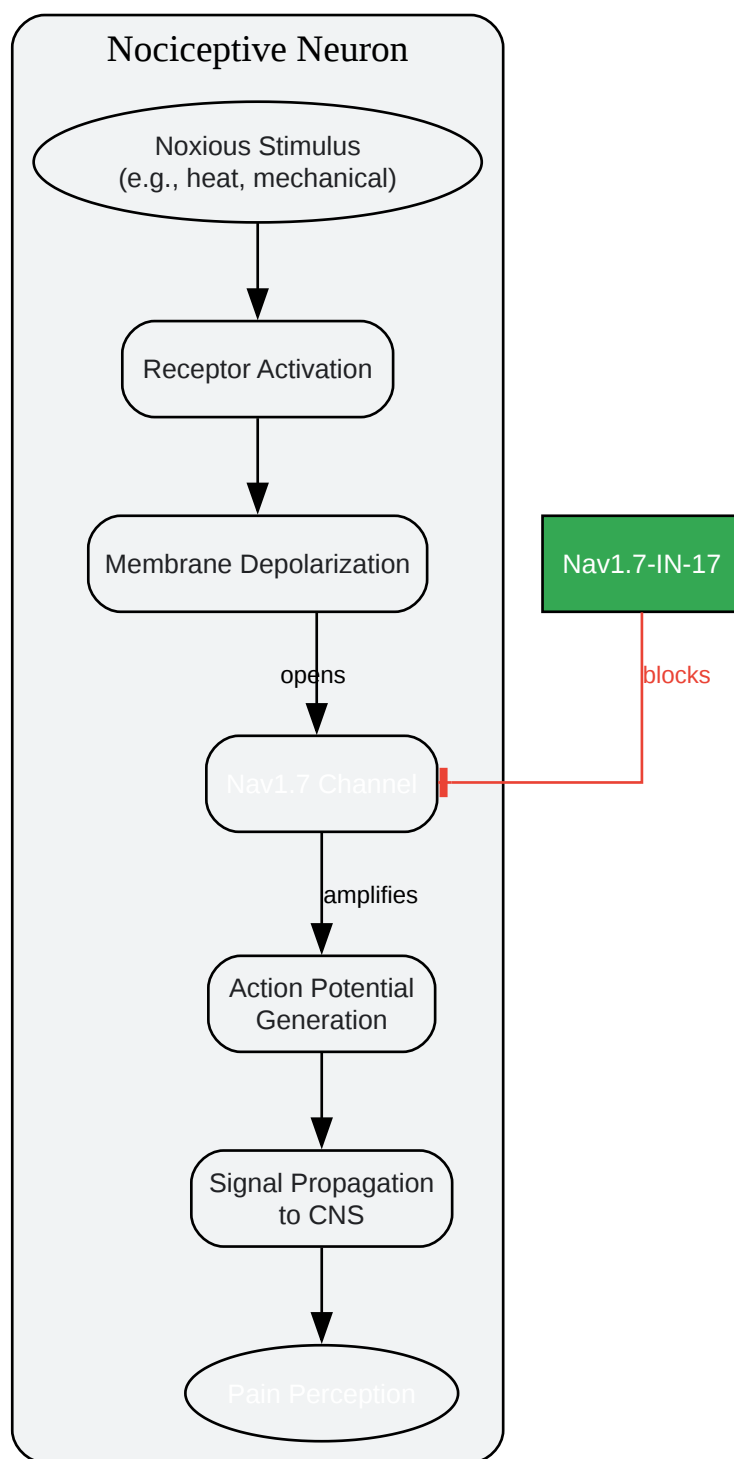 Nociceptive Neuron
Noxious Stimulus
(e.g., heat, mechanical)
Receptor Activation
Membrane Depolarization
Nav1.7-IN-17
opens
blocks
Nav1.7 Channel
amplifies
Action Potential
Generation
Signal Propagation
to CNS
Pain Perception